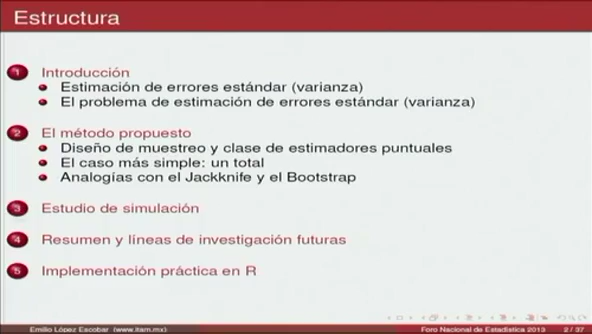 Estructura
1 Introducción
Estimación de errores estándar (varianza)
El problema de estimación de errores estándar (varianza)
2 El método propuesto
Diseño de muestreo y clase de estimadores puntuales
El caso más simple: un total
Analogías con el Jackknife y el Bootstrap
3 Estudio de simulación
4 Resumen y líneas de investigación futuras
5 Implementación práctica en R
Emilio López Escobar (www.itam.mx) Foro Nacional de Estadística 2013 2 / 37